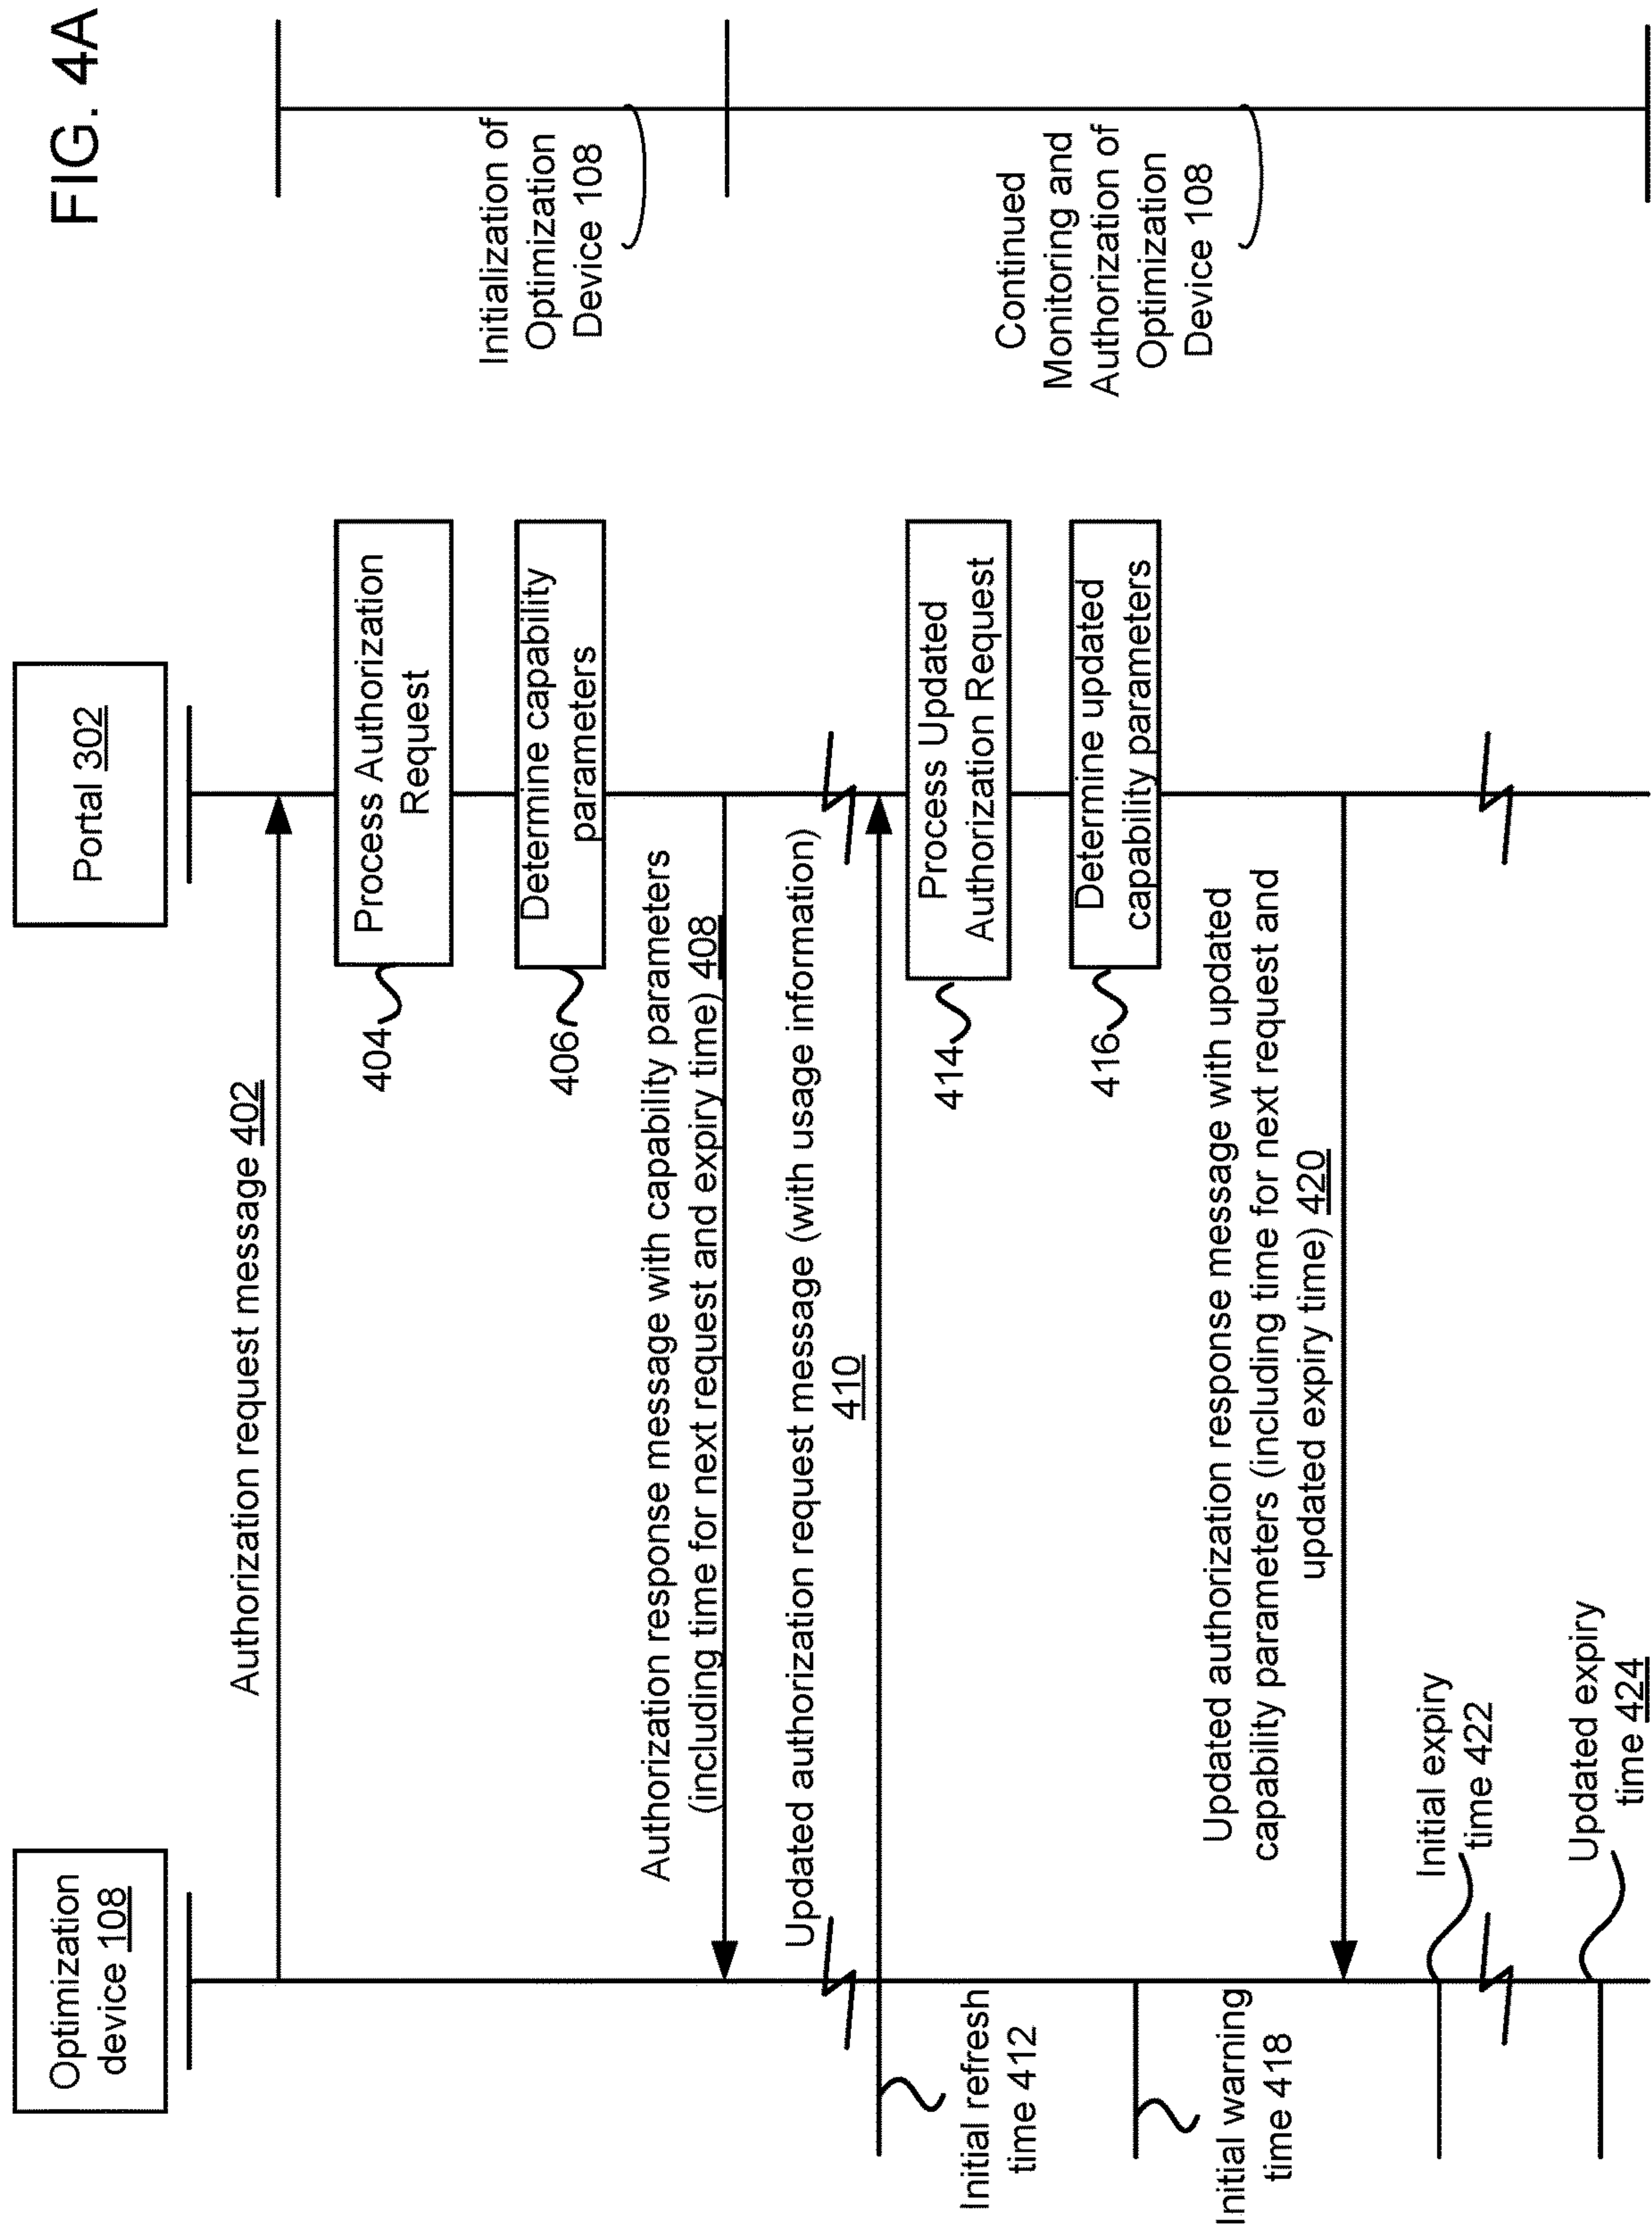 FIG. 4A
Optimization
device 108
Portal 302
Authorization request message 402
Process Authorization
Request
404
Determine capability
parameters
406
Authorization response message with capability parameters
(including time for next request and expiry time) 408
Initialization of
Optimization
Device 108
Updated authorization request message (with usage information)
410
Initial refresh
time 412
Process Updated
Authorization Request
414
Determine updated
capability parameters
416
Initial warning
time 418
Updated authorization response message with updated
capability parameters (including time for next request and
updated expiry time) 420
Continued
Monitoring and
Authorization of
Optimization
Device 108
Initial expiry
time 422
Updated expiry
time 424